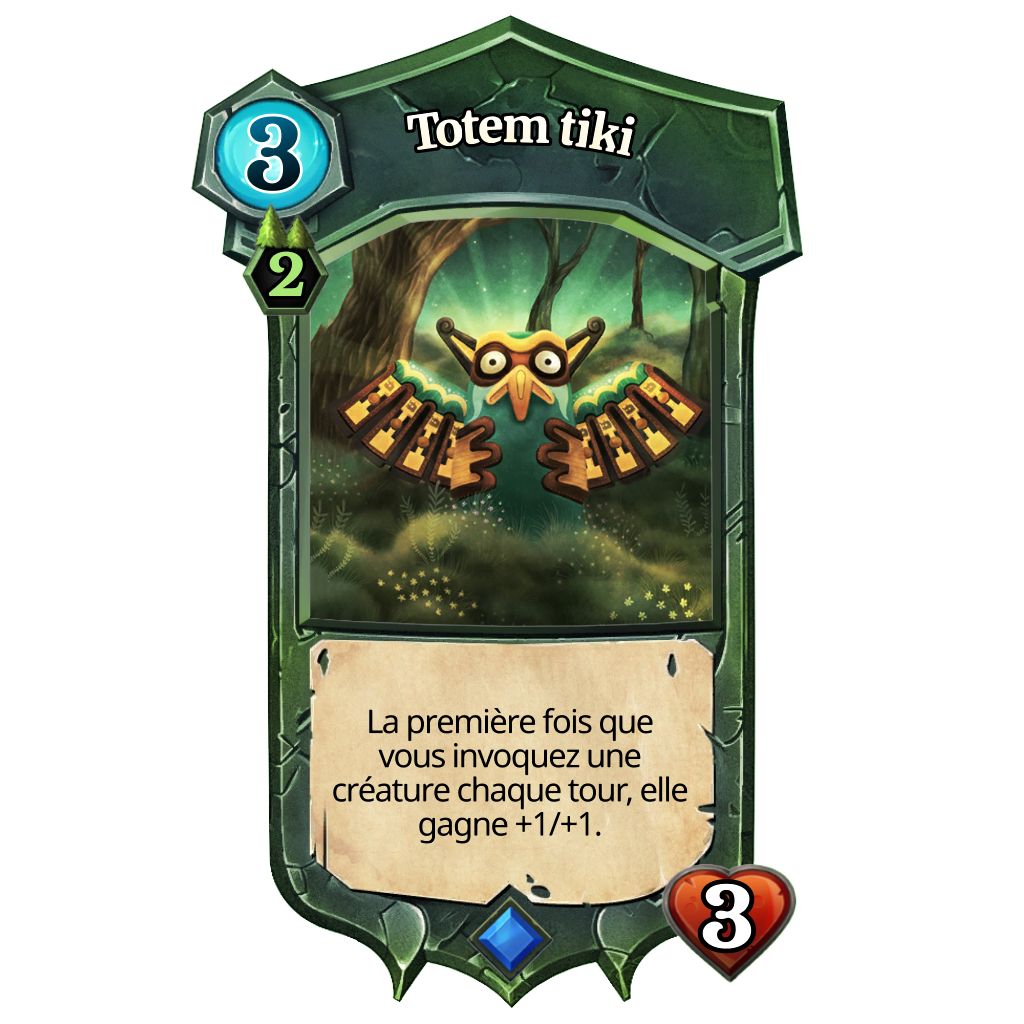 Totem tiki
3
2
La première fois que
vous invoquez une
créature chaque tour, elle
gagne +1/+1.
3